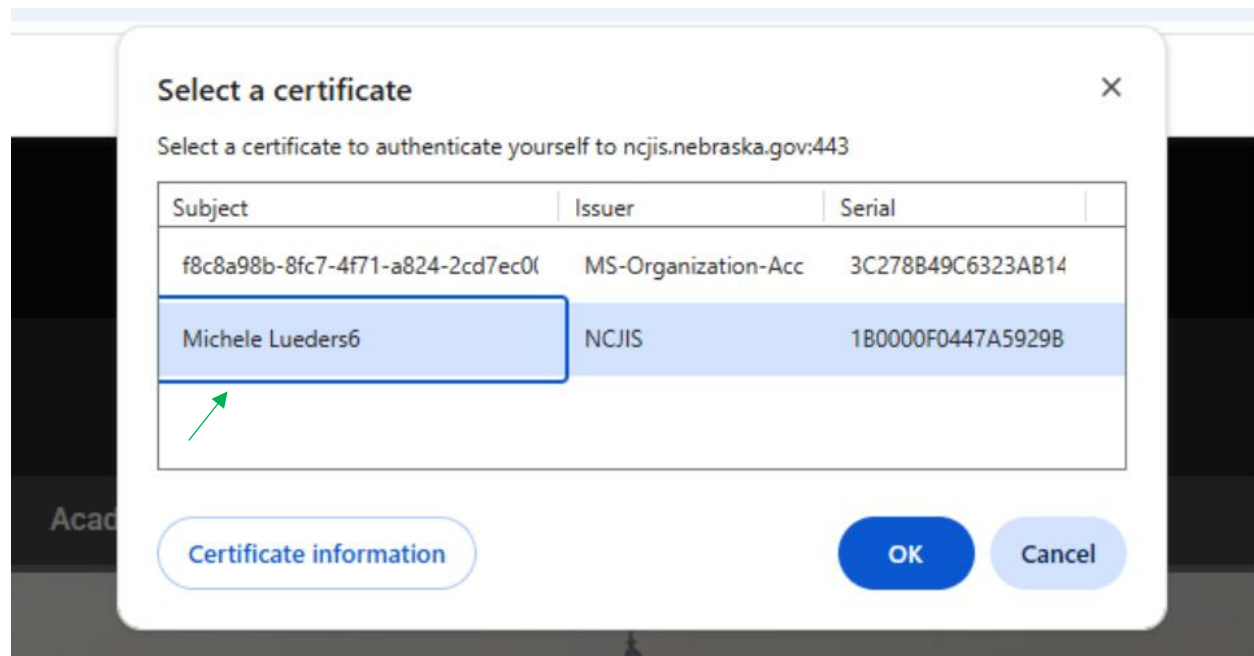 Select a certificate
Select a certificate to authenticate yourself to ncjis.nebraska.gov:443
Subject Issuer Serial
f8c8a98b-8fc7-4f71-a824-2cd7ec0( MS-Organization-Acc 3C278B49C6323AB14
Michele Lueders6 NCJIS 1B0000F0447A5929B
Acad
Certificate information OK Cancel